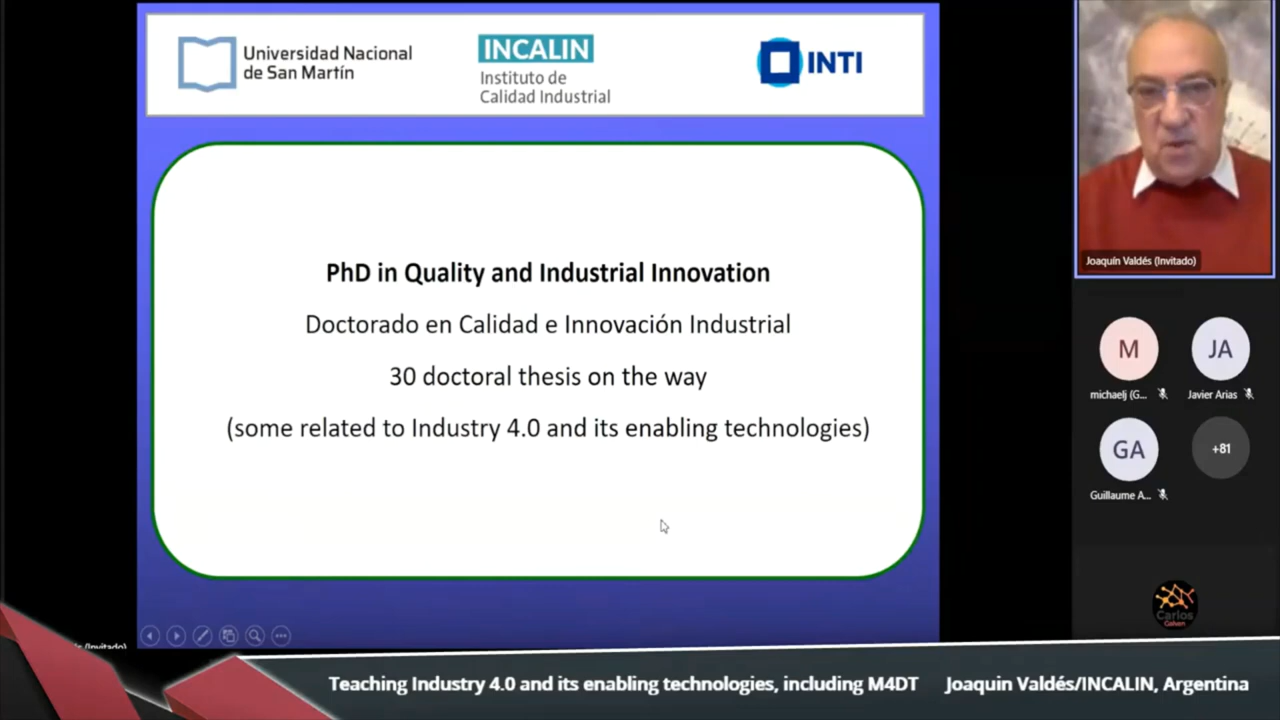 Universidad Nacional
de San Martín
INCALIN
Instituto de
Calidad Industrial
INTI
PhD in Quality and Industrial Innovation
Doctorado en Calidad e Innovación Industrial
30 doctoral thesis on the way
(some related to Industry 4.0 and its enabling technologies)
Joaquín Valdés (Invitado)
M
JA
michaelj (G...
Javier Arias
GA
+81
Guillaume A...
Carlos
(Invitado)
Teaching Industry 4.0 and its enabling technologies, including M4DT
Joaquin Valdés/INCALIN, Argentina